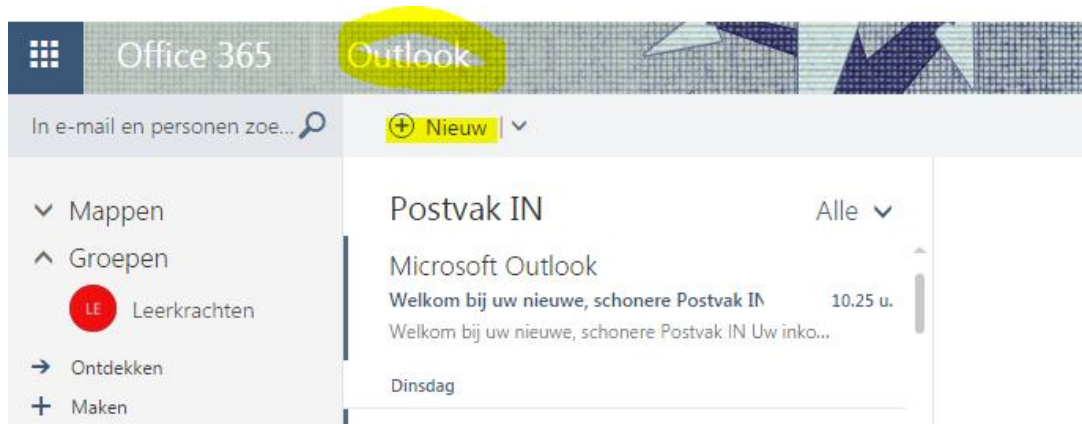 Office 365 Outlook
In e-mail en personen zoe... Nieuw
Mappen
Groepen
LE Leerkrachten
Ontdekken
Maken
Postvak IN Alle
Microsoft Outlook
Welkom bij uw nieuwe, schonere Postvak IN 10.25 u.
Welkom bij uw nieuwe, schonere Postvak IN Uw inko...
Dinsdag